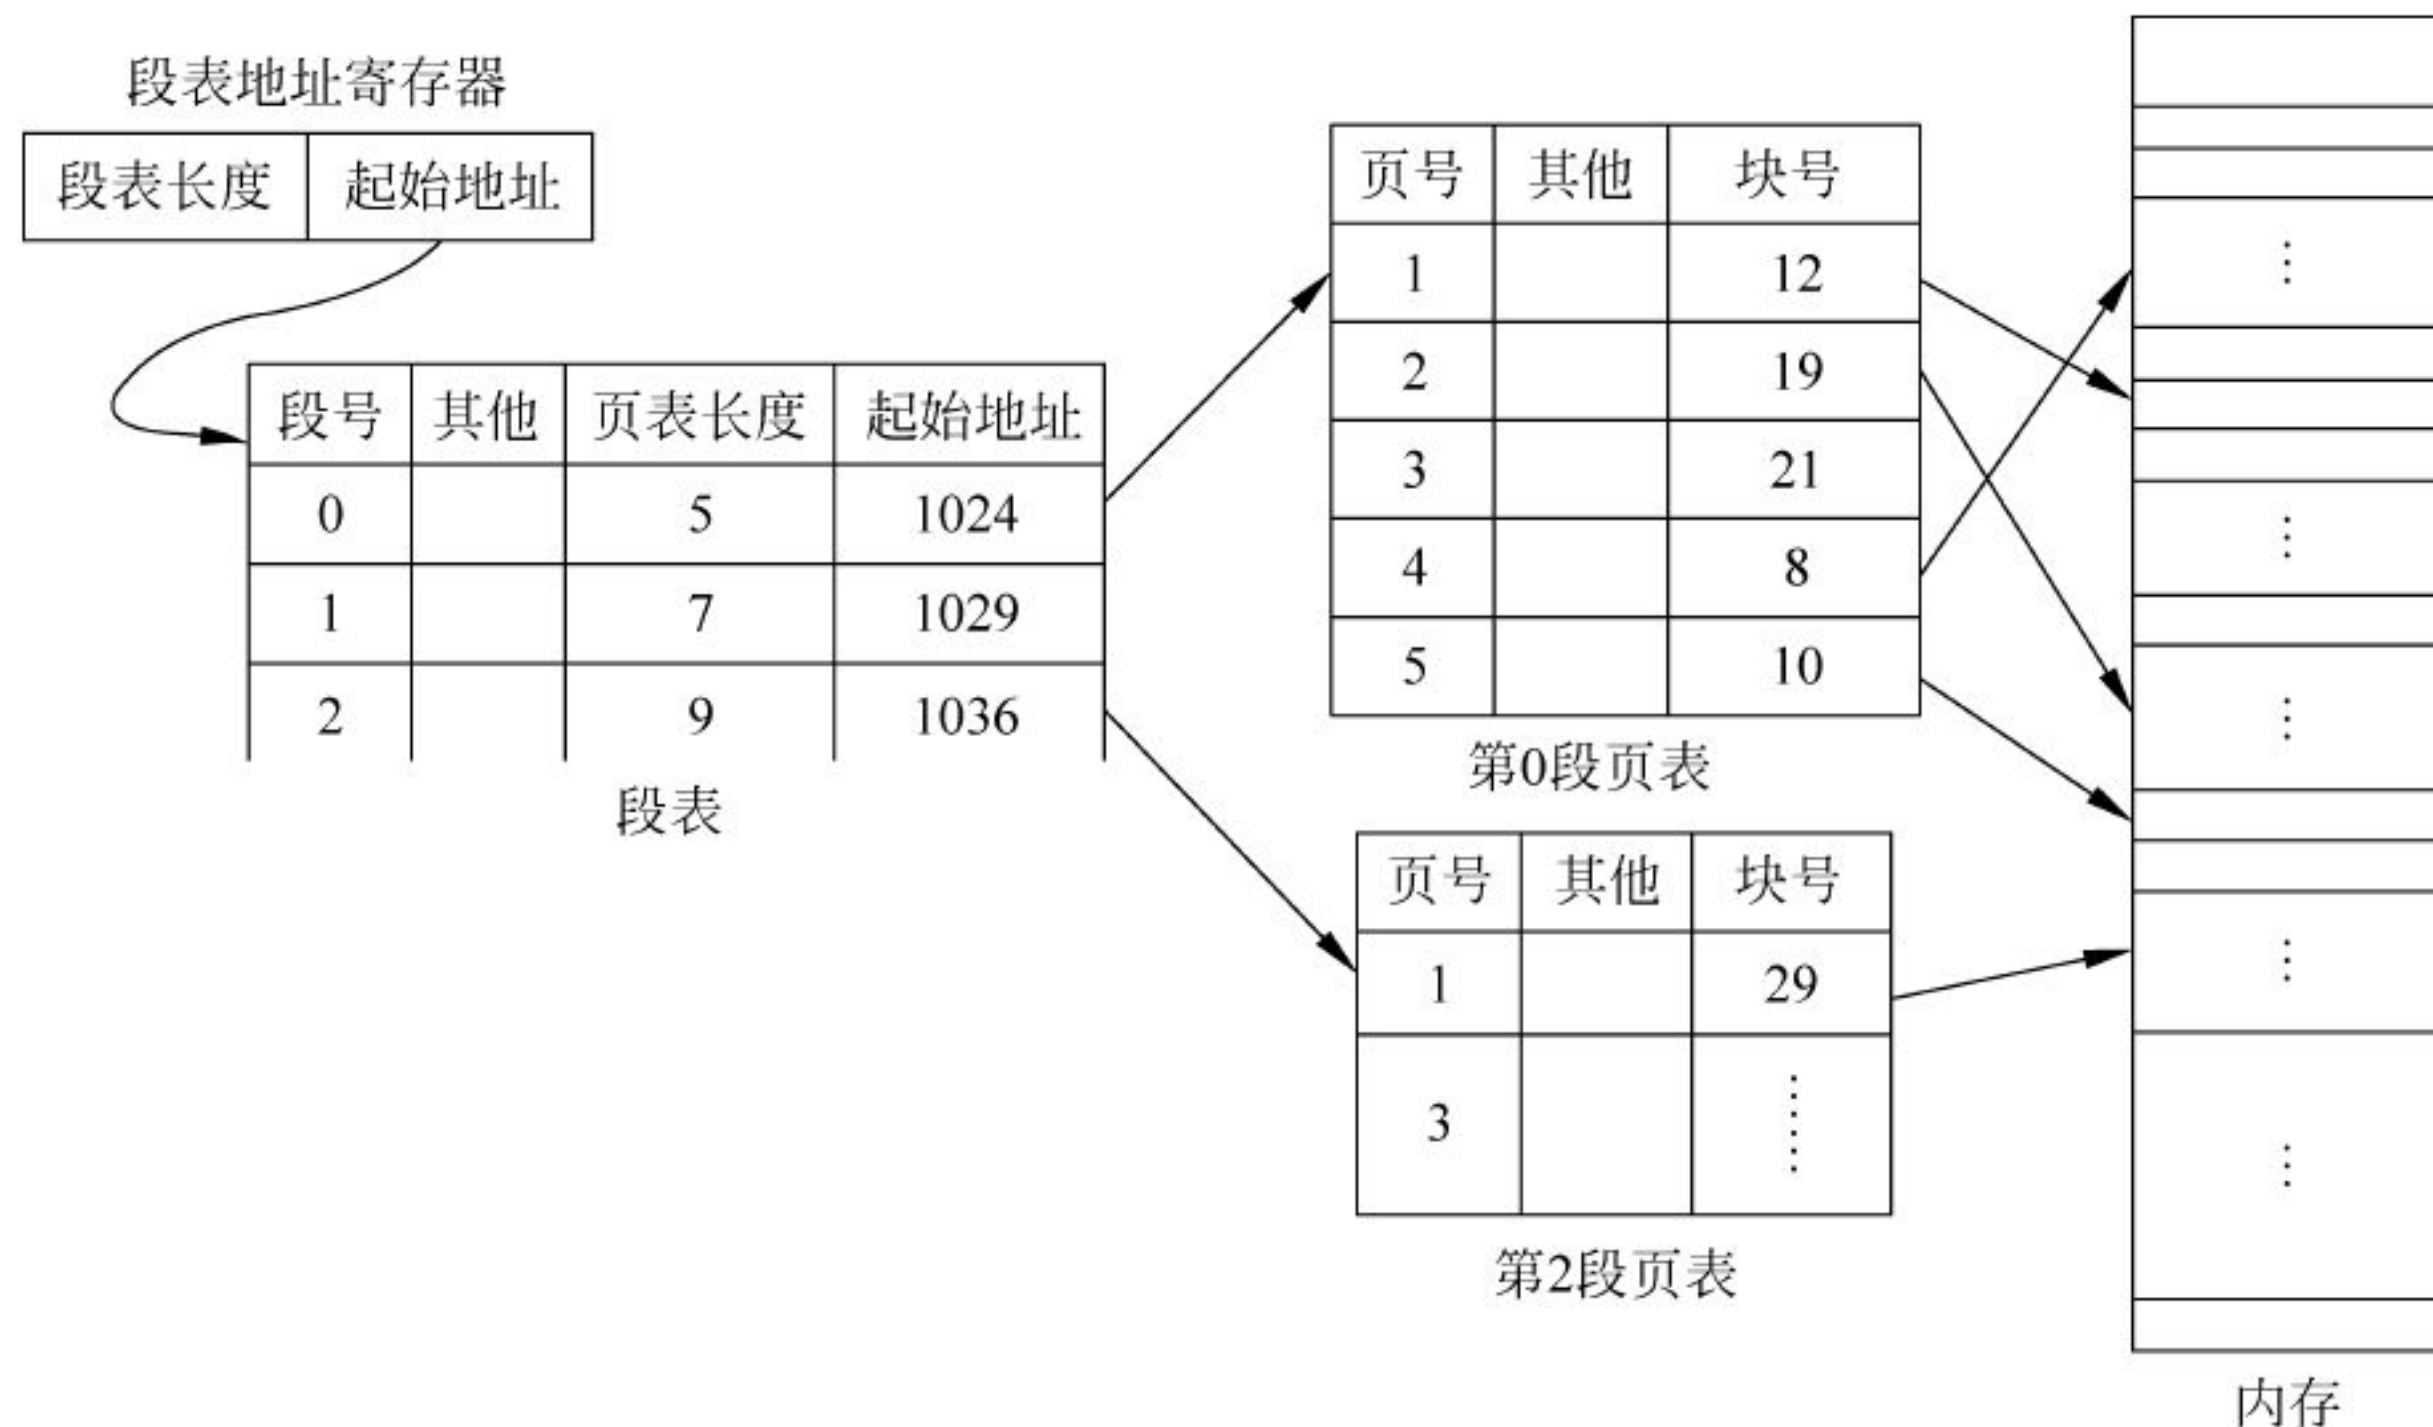 段表地址寄存器
段表长度 起始地址
段号 其他 页表长度 起始地址
0 5 1024
1 7 1029
2 9 1036
段表
页号 其他 块号
1 12
2 19
3 21
4 8
5 10
第0段页表
页号 其他 块号
1 29
3 ⋮
第2段页表
⋮
⋮
⋮
⋮
⋮
内存